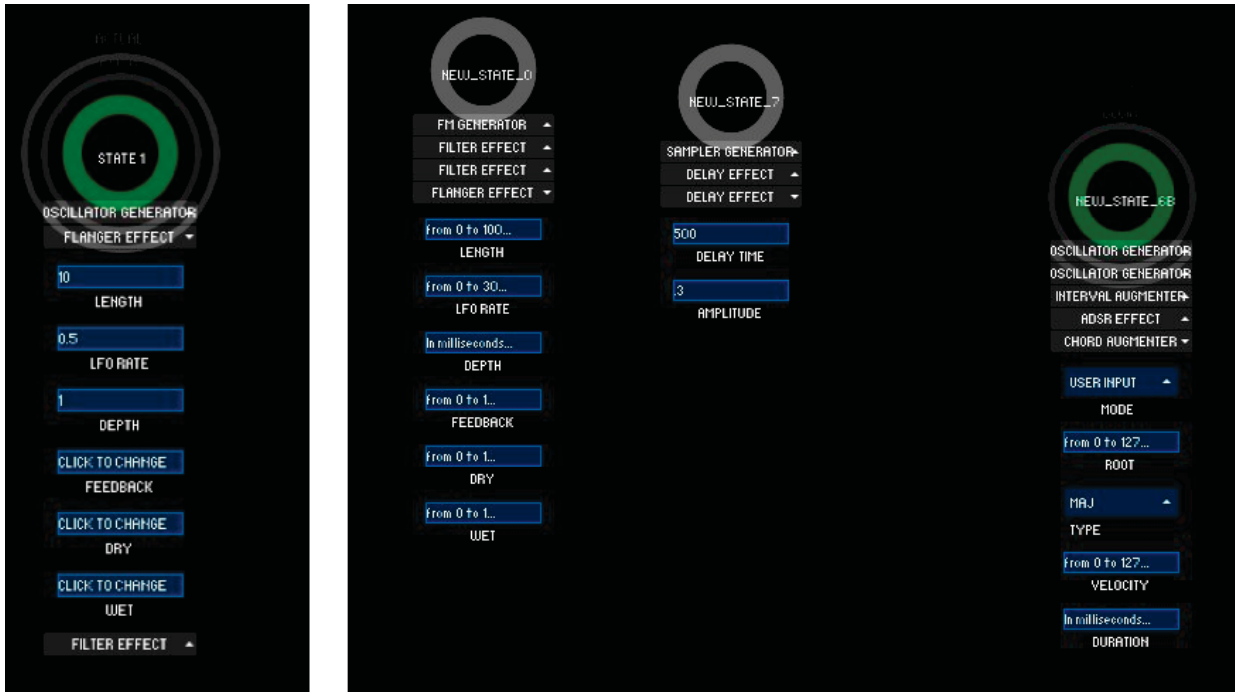 ACTUAL
STATE 1
OSCILLATOR GENERATOR
FLANGER EFFECT
10
LENGTH
0.5
LFO RATE
1
DEPTH
CLICK TO CHANGE
FEEDBACK
CLICK TO CHANGE
DRY
CLICK TO CHANGE
WET
FILTER EFFECT
NEW_STATE_0
FM GENERATOR
FILTER EFFECT
FILTER EFFECT
FLANGER EFFECT
from 0 to 100...
LENGTH
from 0 to 30...
LFO RATE
In milliseconds...
DEPTH
from 0 to 1...
FEEDBACK
from 0 to 1...
DRY
from 0 to 1...
WET
NEW_STATE_7
SAMPLER GENERATOR
DELAY EFFECT
DELAY EFFECT
500
DELAY TIME
.3
AMPLITUDE
NEW_STATE_6B
OSCILLATOR GENERATOR
OSCILLATOR GENERATOR
INTERVAL AUGMENTER
ADSR EFFECT
CHORD AUGMENTER
USER INPUT
MODE
from 0 to 127...
ROOT
MAJ
TYPE
from 0 to 127...
VELOCITY
In milliseconds...
DURATION